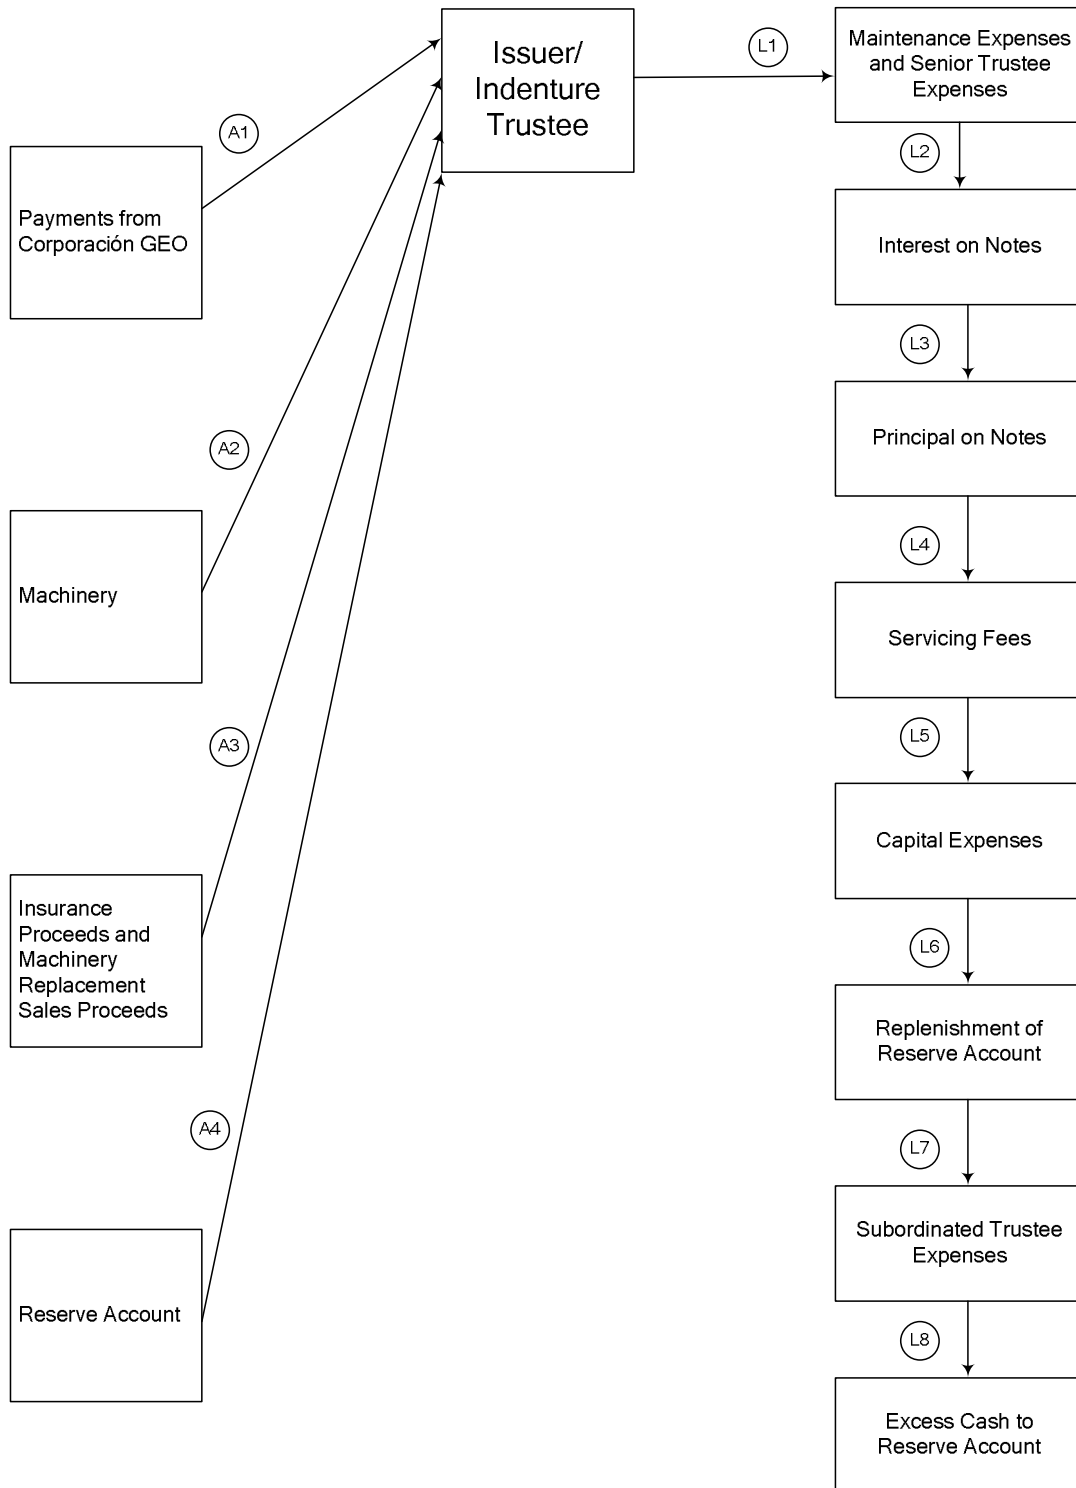 Issuer/
Indenture
Trustee
L1
Maintenance Expenses
and Senior Trustee
Expenses
A1
L2
Payments from
Corporación GEO
Interest on Notes
L3
A2
Principal on Notes
L4
Machinery
Servicing Fees
A3
L5
Capital Expenses
Insurance
Proceeds and
Machinery
Replacement
Sales Proceeds
L6
Replenishment of
Reserve Account
A4
L7
Subordinated Trustee
Expenses
Reserve Account
L8
Excess Cash to
Reserve Account